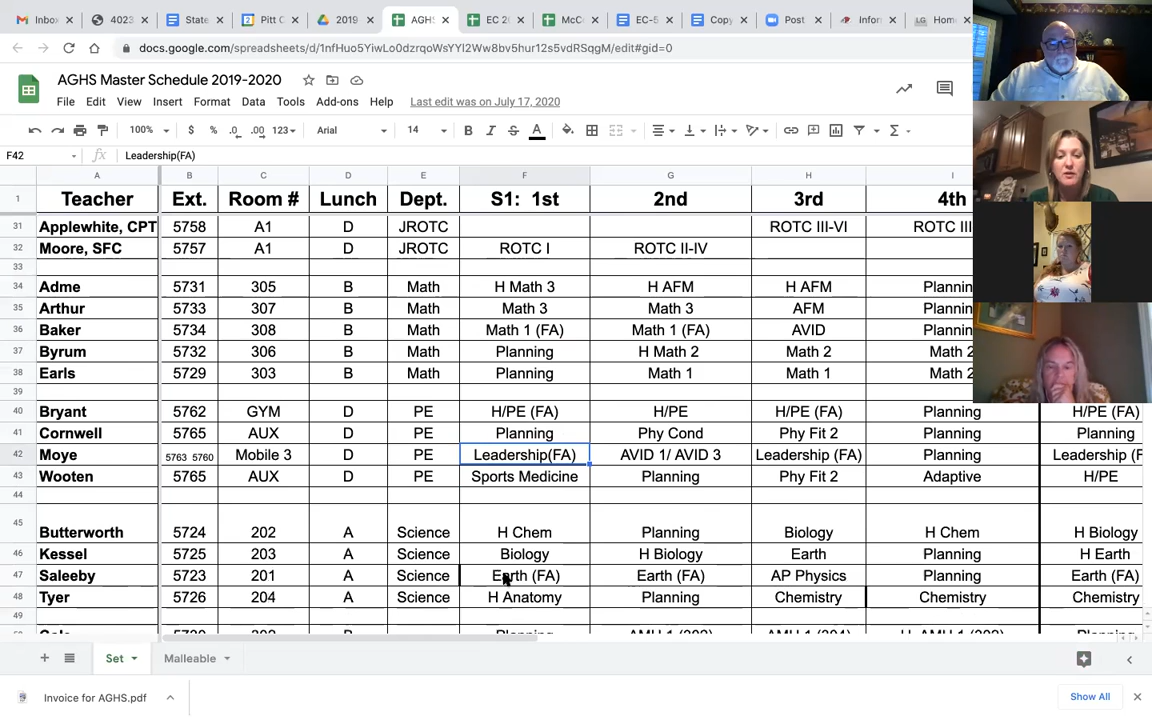 Inbo 4023 State Pitt C 2019 AGHS EC 2( McCo EC-5 Copy Post Infor LG Hom
docs.google.com/spreadsheets/d/1nfHuo5YiwLo0dzrqoWsYYI2Ww8bv5hur12s5vdRSqgM/edit#gid=0
AGHS Master Schedule 2019-2020
File Edit View Insert Format Data Tools Add-ons Help Last edit was on July 17, 2020
100% $ % .0 .00 123 Arial 14 B I S A
F42 fx Leadership(FA)
A B C D E F G H I
1 Teacher Ext. Room # Lunch Dept. S1: 1st 2nd 3rd 4th
31 Applewhite, CPT 5758 A1 D JROTC ROTC III-VI ROTC III
32 Moore, SFC 5757 A1 D JROTC ROTC I ROTC II-IV
33
34 Adme 5731 305 B Math H Math 3 H AFM H AFM Plannin
35 Arthur 5733 307 B Math Math 3 H AFM AFM Plannin
36 Baker 5734 308 B Math Math 1 (FA) Math 1 (FA) AVID Plannin
37 Byrum 5732 306 B Math Planning H Math 2 Math 2 Math 2
38 Earls 5729 303 B Math Planning Math 1 Math 1 Math 2
39
40 Bryant 5762 GYM D PE H/PE (FA) H/PE H/PE (FA) Planning H/PE (FA)
41 Cornwell 5765 AUX D PE Planning Phy Cond Phy Fit 2 Planning Planning
42 Moye 5763 5760 Mobile 3 D PE Leadership(FA) AVID 1/ AVID 3 Leadership (FA) Planning Leadership (F
43 Wooten 5765 AUX D PE Sports Medicine Planning Phy Fit 2 Adaptive H/PE
44
45 Butterworth 5724 202 A Science H Chem Planning Biology H Chem H Biology
46 Kessel 5725 203 A Science Biology H Biology Earth Planning H Earth
47 Saleeby 5723 201 A Science Earth (FA) Earth (FA) AP Physics Planning Earth (FA)
48 Tyer 5726 204 A Science H Anatomy Planning Chemistry Chemistry Chemistry
49
Set Malleable
Invoice for AGHS.pdf Show All